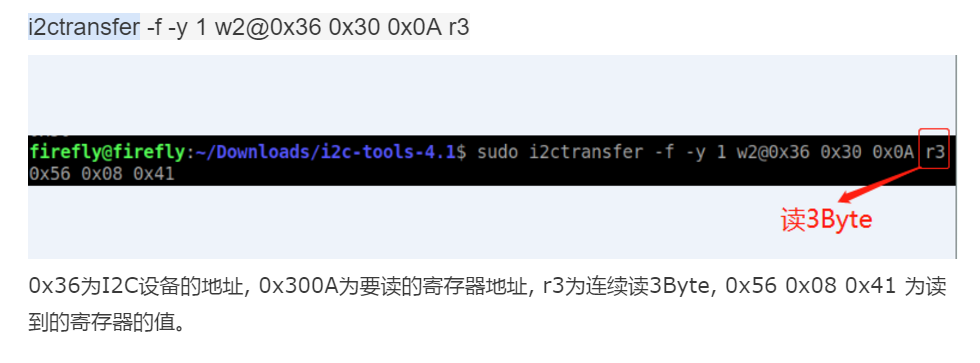 i2ctransfer -f -y 1 w2@0x36 0x30 0x0A r3
firefly@firefly:~/Downloads/i2c-tools-4.1$ sudo i2ctransfer -f -y 1 w2@0x36 0x30 0x0A r3
0x56 0x08 0x41
读3Byte
0x36为I2C设备的地址, 0x300A为要读的寄存器地址, r3为连续读3Byte, 0x56 0x08 0x41 为读
到的寄存器的值。